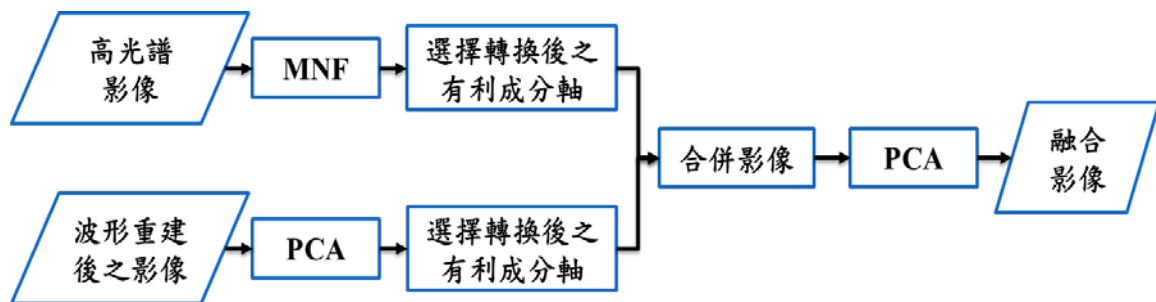 高光譜
影像
MNF
選擇轉換後之
有利成分軸
波形重建
後之影像
PCA
選擇轉換後之
有利成分軸
合併影像
PCA
融合
影像